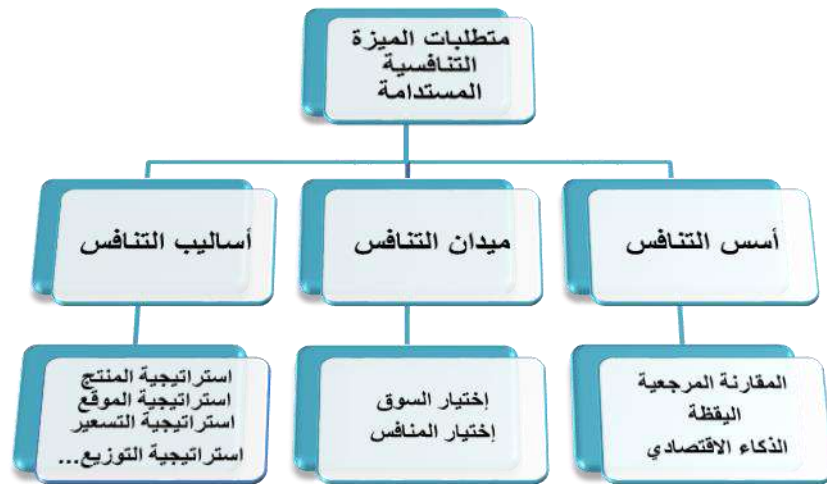 متطلبات الميزة
التنافسية
المستدامة
أسس التنافس
ميدان التنافس
أساليب التنافس
المقارنة المرجعية
اليقظة
الذكاء الاقتصادي
إختيار السوق
إختيار المنافس
استراتيجية المنتج
استراتيجية الموقع
استراتيجية التسعير
استراتيجية التوزيع...